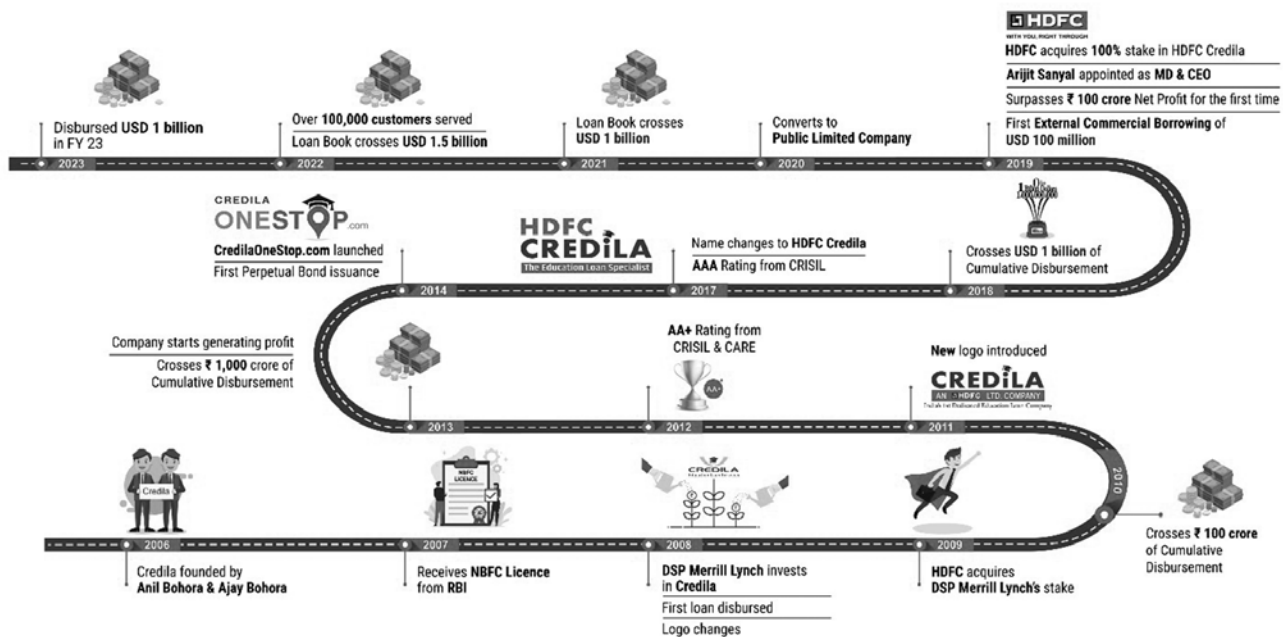 HDFC
WITH YOU, RIGHT THROUGH
HDFC acquires 100% stake in HDFC Credila
Arijit Sanyal appointed as MD & CEO
Surpasses ₹ 100 crore Net Profit for the first time
First External Commercial Borrowing of
USD 100 million
Disbursed USD 1 billion
in FY 23
Over 100,000 customers served
Loan Book crosses USD 1.5 billion
Loan Book crosses
USD 1 billion
Converts to
Public Limited Company
2023
2022
2021
2020
2019
CREDILA
ONESTOP.com
CredilaOneStop.com launched
First Perpetual Bond issuance
HDFC
CREDILA
The Education Loan Specialist
Name changes to HDFC Credila
AAA Rating from CRISIL
Crosses USD 1 billion of
Cumulative Disbursement
2014
2017
2018
Company starts generating profit
Crosses ₹ 1,000 crore of
Cumulative Disbursement
AA+ Rating from
CRISIL & CARE
AA+
New logo introduced
CREDILA
AN HDFC LTD. COMPANY
India's 1st Dedicated Education Loan Company
2013
2012
2011
2010
Crosses ₹ 100 crore
of Cumulative
Disbursement
Credila
NBFC
LICENCE
CREDILA
2006
2007
2008
2009
Credila founded by
Anil Bohora & Ajay Bohora
Receives NBFC Licence
from RBI
DSP Merrill Lynch invests
in Credila
First loan disbursed
Logo changes
HDFC acquires
DSP Merrill Lynch's stake